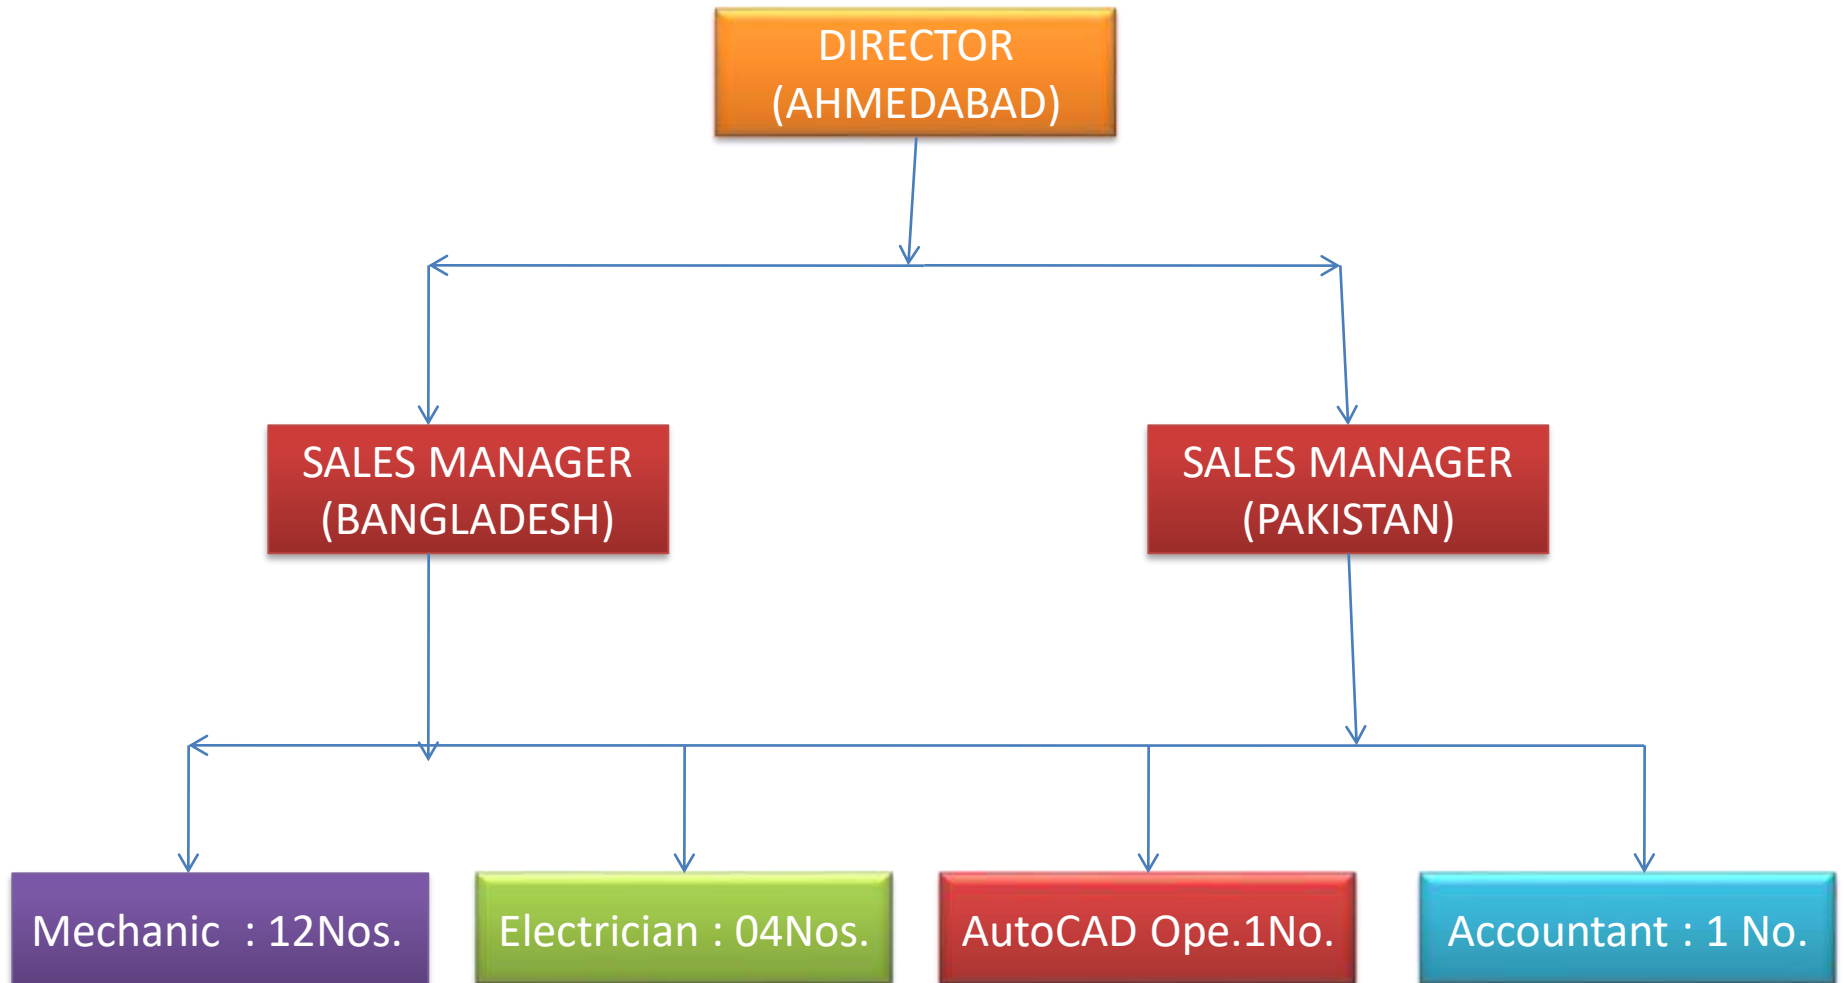 DIRECTOR
(AHMEDABAD)
SALES MANAGER
(BANGLADESH)
SALES MANAGER
(PAKISTAN)
Mechanic : 12Nos.
Electrician : 04Nos.
AutoCAD Ope.1No.
Accountant : 1 No.